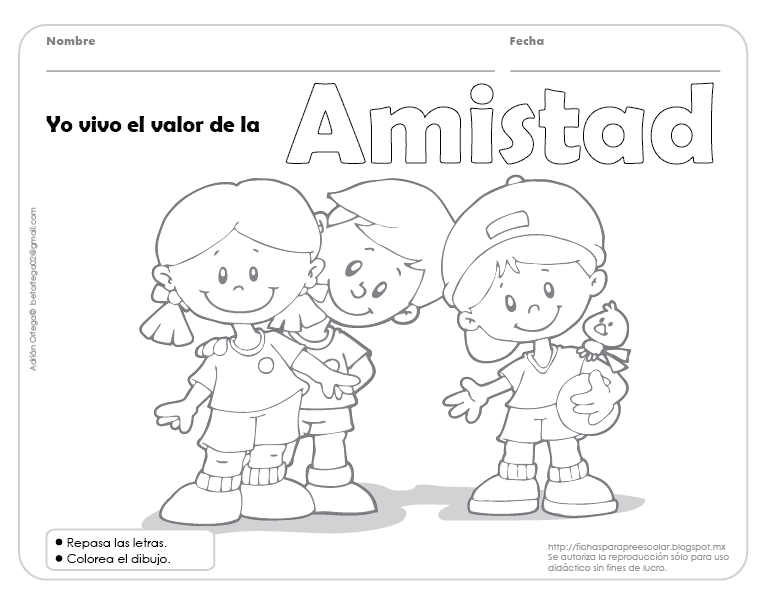 Nombre
Fecha
Yo vivo el valor de la
Amistad
Adrián Ortega© betortega02@gmail.com
● Repasa las letras.
● Colorea el dibujo.
http://fichasparapreescolar.blogspot.mx
Se autoriza la reproducción sólo para uso
didáctico sin fines de lucro.